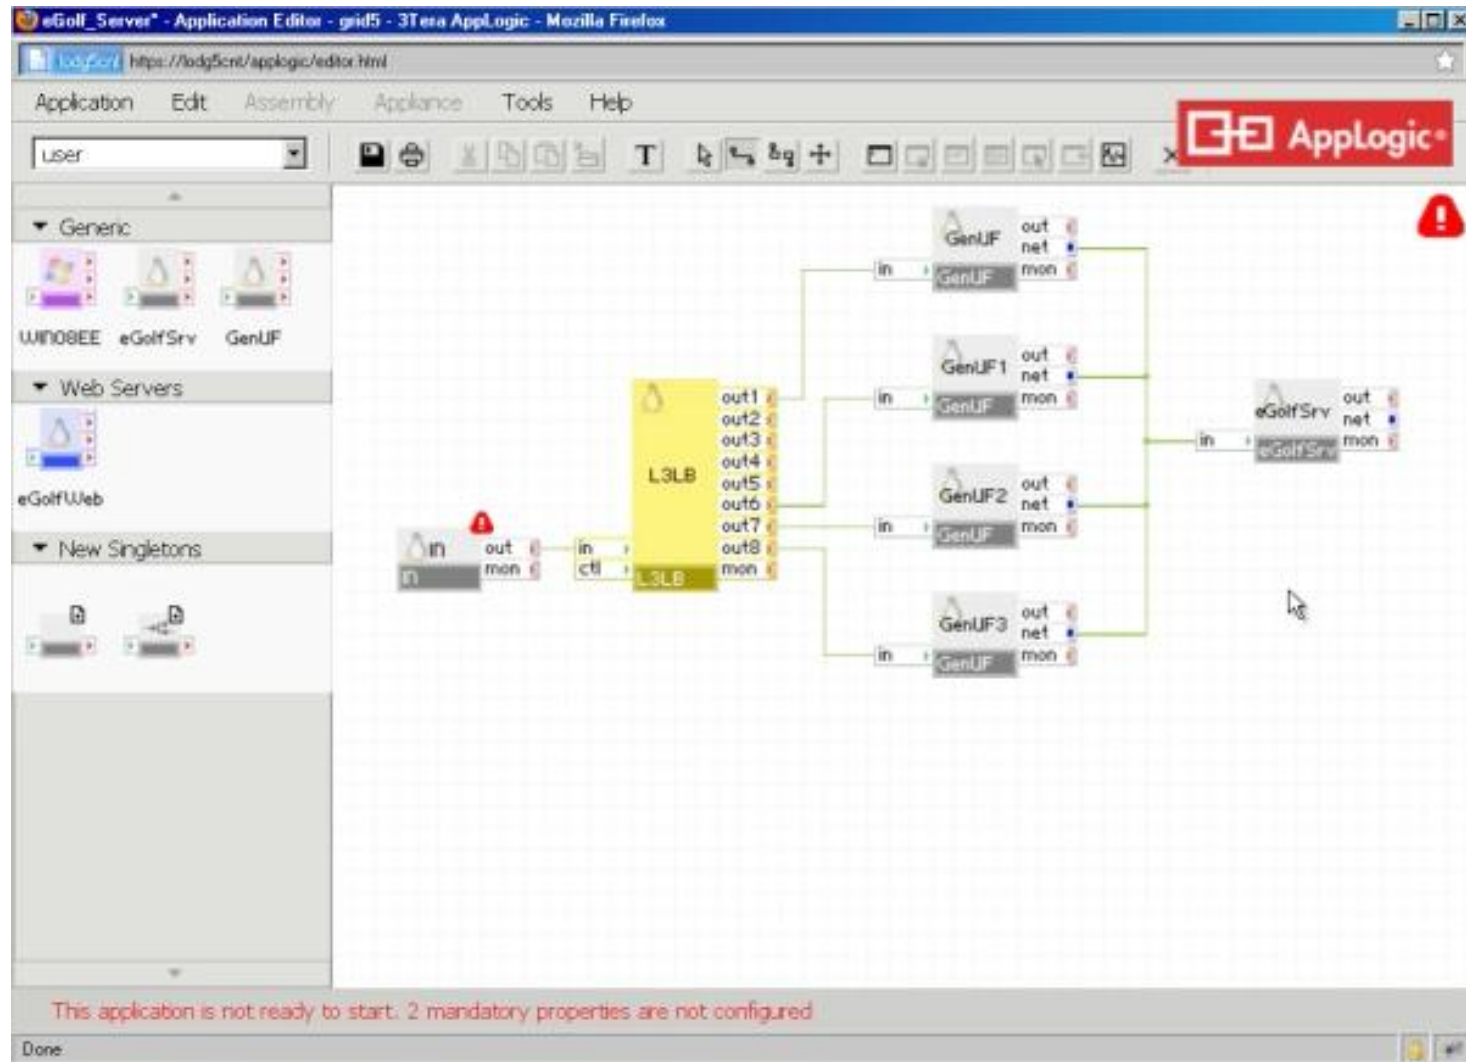 eGolf_Server* - Application Editor - grid5 - 3Tera AppLogic - Mozilla Firefox
lodg5cnt https://lodg5cnt/applogic/editor.html
Application Edit Assembly Appliance Tools Help
AppLogic
user
T
Generic
WIN08EE eGolfSrv GenUF
Web Servers
eGolfWeb
New Singletons
in
out
mon
in
in
ctl
L3LB
out1
out2
out3
out4
out5
out6
out7
out8
mon
L3LB
in
GenUF
GenUF
out
net
mon
in
GenUF1
GenUF
out
net
mon
in
GenUF2
GenUF
out
net
mon
in
GenUF3
GenUF
out
net
mon
in
eGolfSrv
eGolfSrv
out
net
mon
This application is not ready to start. 2 mandatory properties are not configured
Done